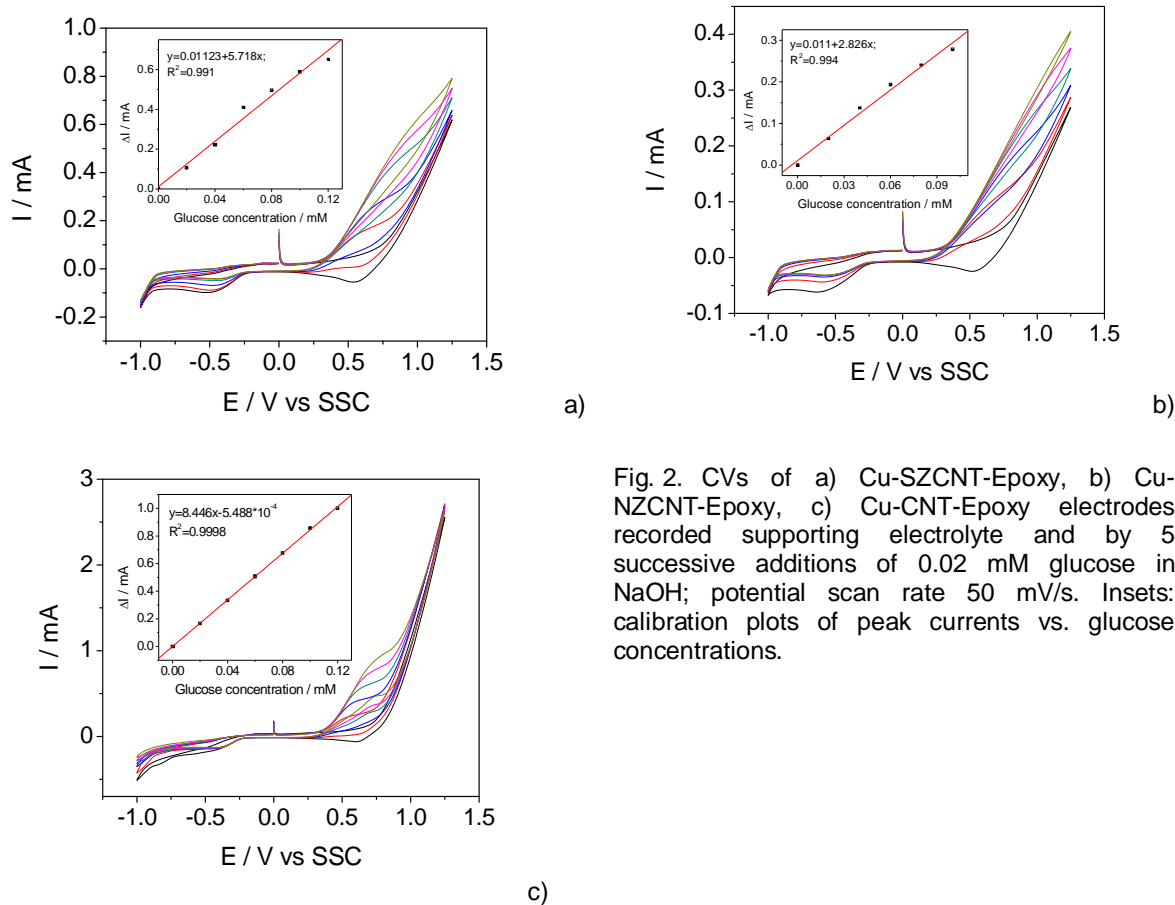 y=0.01123+5.718x;
R²=0.991
ΔI / mA
0.6
0.4
0.2
0.0
0.00 0.03 0.06 0.09 0.12
Glucose concentration / mM
I / mA
1.0
0.8
0.6
0.4
0.2
0.0
-0.2
-1.0 -0.5 0.0 0.5 1.0 1.5
E / V vs SSC
a)
y=0.011+2.826x;
R²=0.994
ΔI / mA
0.3
0.2
0.1
0.0
0.00 0.03 0.06 0.09
Glucose concentration / mM
I / mA
0.4
0.3
0.2
0.1
0.0
-0.1
-1.0 -0.5 0.0 0.5 1.0 1.5
E / V vs SSC
b)
y=8.446x-5.488*10⁻⁴
R²=0.9998
ΔI / mA
1.0
0.8
0.6
0.4
0.2
0.0
0.00 0.04 0.08 0.12
Glucose concentration / mM
I / mA
3
2
1
0
-1.0 -0.5 0.0 0.5 1.0 1.5
E / V vs SSC
c)
Fig. 2. CVs of a) Cu-SZCNT-Epoxy, b) Cu-
NZCNT-Epoxy, c) Cu-CNT-Epoxy electrodes
recorded supporting electrolyte and by 5
successive additions of 0.02 mM glucose in
NaOH; potential scan rate 50 mV/s. Insets:
calibration plots of peak currents vs. glucose
concentrations.